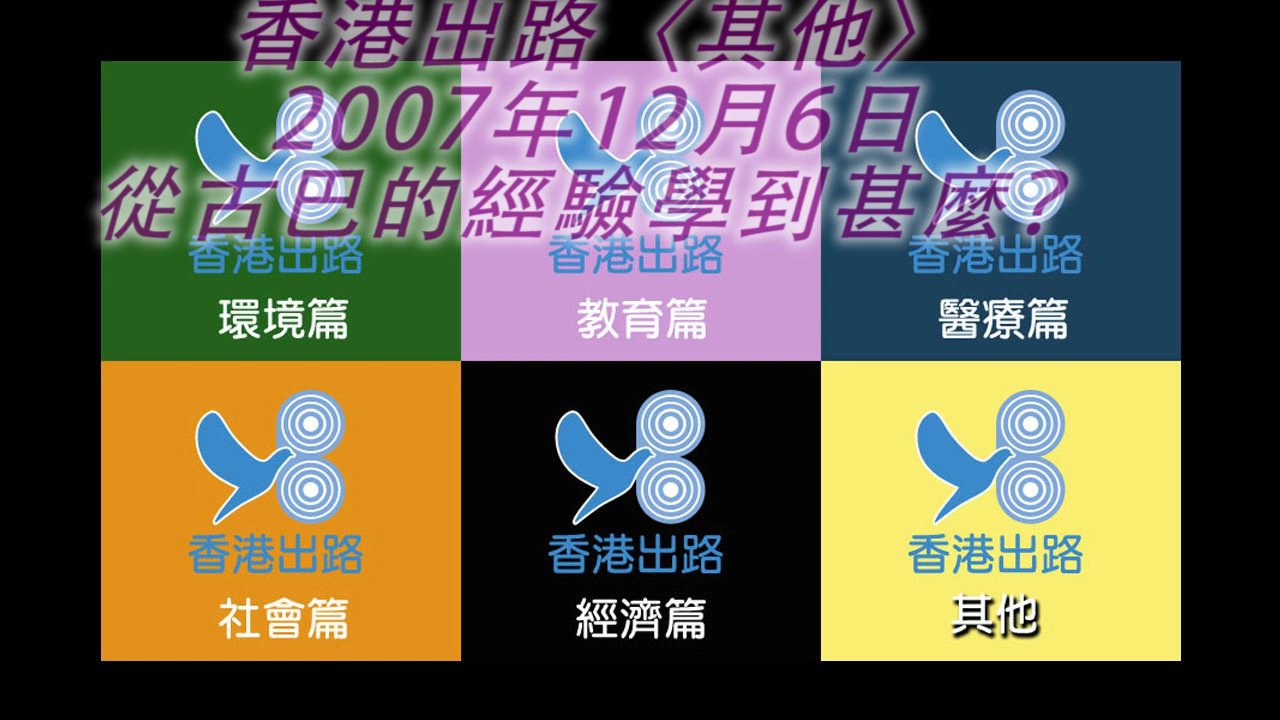 香港出路〈其他〉
2007年12月6日
從古巴的經驗學到甚麼?
香港出路
環境篇
香港出路
教育篇
香港出路
醫療篇
香港出路
社會篇
香港出路
經濟篇
香港出路
其他